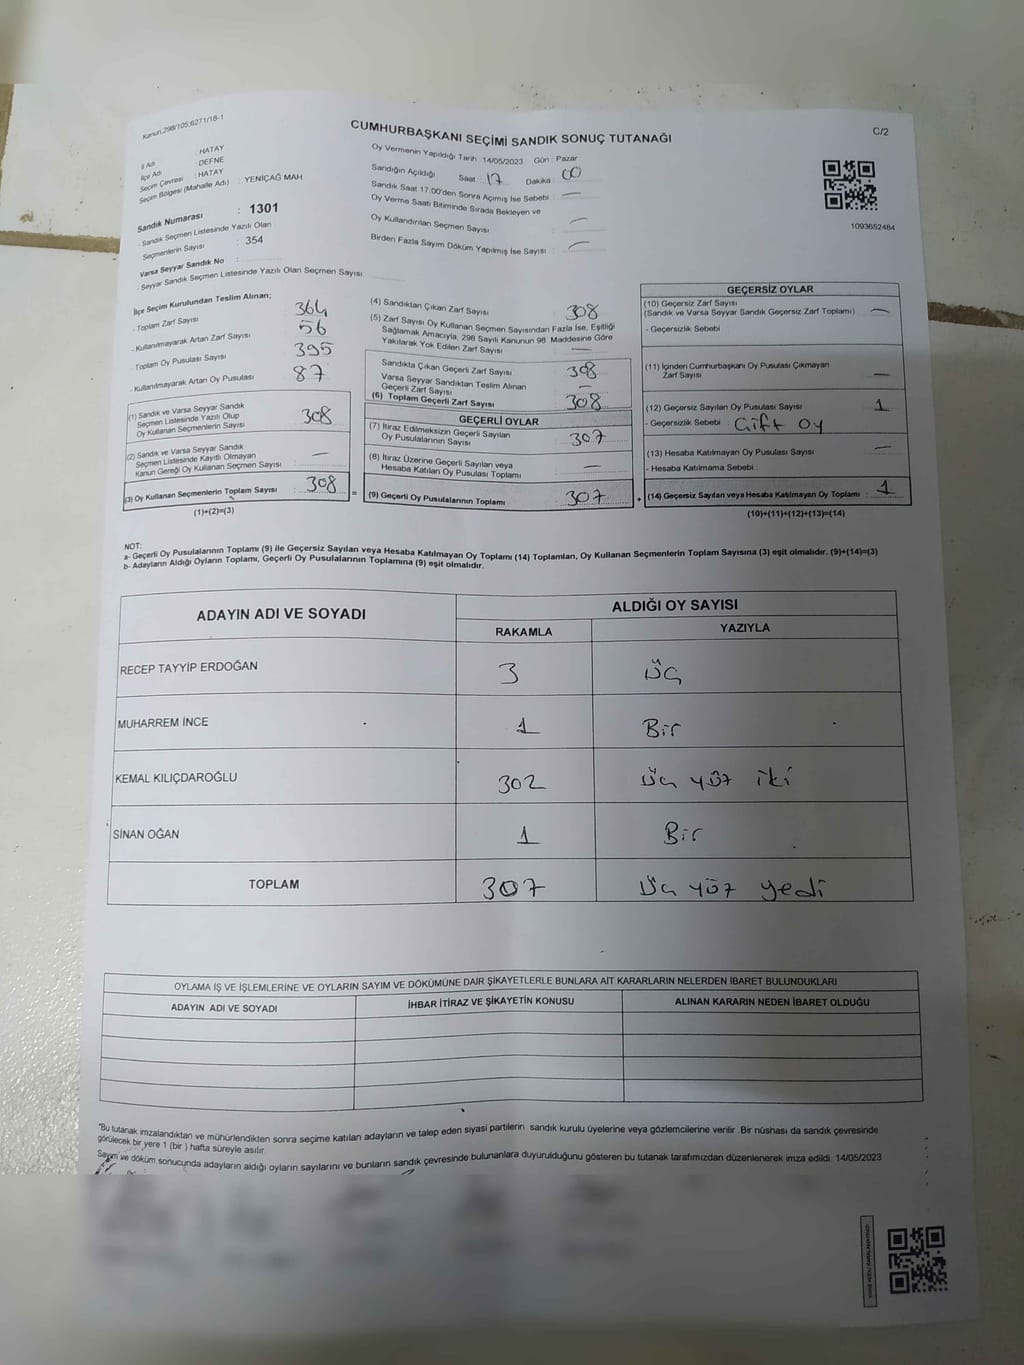 Kanun;298/105;6271/18-1
CUMHURBAŞKANI SEÇİMİ SANDIK SONUÇ TUTANAĞI
C/2
İl Adı HATAY
İlçe Adı DEFNE
Seçim Çevresi : HATAY
Seçim Bölgesi (Mahalle Adı) : YENİÇAĞ MAH.
Sandık Numarası : 1301
- Sandık Seçmen Listesinde Yazılı Olan
Seçmenlerin Sayısı : 354
Varsa Seyyar Sandık No :
- Seyyar Sandık Seçmen Listesinde Yazılı Olan Seçmen Sayısı
Oy Vermenin Yapıldığı Tarih : 14/05/2023 Gün : Pazar
Sandığın Açıldığı Saat : 17 Dakika : 00
Sandık Saat 17:00'den Sonra Açılmış İse Sebebi : —
Oy Verme Saati Bitiminde Sırada Bekleyen ve
Oy Kullandırılan Seçmen Sayısı : —
Birden Fazla Sayım Döküm Yapılmış İse Sayısı : —
1093652484
İlçe Seçim Kurulundan Teslim Alınan;
- Toplam Zarf Sayısı 364
- Kullanılmayarak Artan Zarf Sayısı 56
- Toplam Oy Pusulası Sayısı 395
- Kullanılmayarak Artan Oy Pusulası 87
(1) Sandık ve Varsa Seyyar Sandık
Seçmen Listesinde Yazılı Olup
Oy Kullanan Seçmenlerin Sayısı 308
(2) Sandık ve Varsa Seyyar Sandık
Seçmen Listesinde Kayıtlı Olmayan
Kanun Gereği Oy Kullanan Seçmen Sayısı —
(3) Oy Kullanan Seçmenlerin Toplam Sayısı 308
(1)+(2)=(3)
(4) Sandıktan Çıkan Zarf Sayısı 308
(5) Zarf Sayısı Oy Kullanan Seçmen Sayısından Fazla İse, Eşitliği
Sağlamak Amacıyla, 298 Sayılı Kanunun 98. Maddesine Göre
Yakılarak Yok Edilen Zarf Sayısı —
Sandıkta Çıkan Geçerli Zarf Sayısı 308
Varsa Seyyar Sandıktan Teslim Alınan
Geçerli Zarf Sayısı —
(6) Toplam Geçerli Zarf Sayısı 308
GEÇERLİ OYLAR
(7) İtiraz Edilmeksizin Geçerli Sayılan
Oy Pusulalarının Sayısı 307
(8) İtiraz Üzerine Geçerli Sayılan veya
Hesaba Katılan Oy Pusulası Toplamı —
= (9) Geçerli Oy Pusulalarının Toplamı 307 +
GEÇERSİZ OYLAR
(10) Geçersiz Zarf Sayısı
(Sandık ve Varsa Seyyar Sandık Geçersiz Zarf Toplamı) : —
- Geçersizlik Sebebi :
(11) İçinden Cumhurbaşkanı Oy Pusulası Çıkmayan
Zarf Sayısı : —
(12) Geçersiz Sayılan Oy Pusulası Sayısı : 1
- Geçersizlik Sebebi : Çift oy
(13) Hesaba Katılmayan Oy Pusulası Sayısı : —
- Hesaba Katılmama Sebebi :
(14) Geçersiz Sayılan veya Hesaba Katılmayan Oy Toplamı : 1
(10)+(11)+(12)+(13)=(14)
NOT:
a- Geçerli Oy Pusulalarının Toplamı (9) ile Geçersiz Sayılan veya Hesaba Katılmayan Oy Toplamı (14) Toplamları, Oy Kullanan Seçmenlerin Toplam Sayısına (3) eşit olmalıdır. (9)+(14)=(3)
b- Adayların Aldığı Oyların Toplamı, Geçerli Oy Pusulalarının Toplamına (9) eşit olmalıdır.
ADAYIN ADI VE SOYADI ALDIĞI OY SAYISI
RAKAMLA YAZIYLA
RECEP TAYYİP ERDOĞAN 3 üç
MUHARREM İNCE 1 Bir
KEMAL KILIÇDAROĞLU 302 üç yüz iki
SİNAN OĞAN 1 Bir
TOPLAM 307 üç yüz yedi
OYLAMA İŞ VE İŞLEMLERİNE VE OYLARIN SAYIM VE DÖKÜMÜNE DAİR ŞİKAYETLERLE BUNLARA AİT KARARLARIN NELERDEN İBARET BULUNDUKLARI
ADAYIN ADI VE SOYADI İHBAR İTİRAZ VE ŞİKAYETİN KONUSU ALINAN KARARIN NEDEN İBARET OLDUĞU
"Bu tutanak imzalandıktan ve mühürlendikten sonra seçime katılan adayların ve talep eden siyasi partilerin sandık kurulu üyelerine veya gözlemcilerine verilir. Bir nüshası da sandık çevresinde
görülecek bir yere 1 (bir) hafta süreyle asılır.
Sayım ve döküm sonucunda adayların aldığı oyların sayılarını ve bunların sandık çevresinde bulunanlara duyurulduğunu gösteren bu tutanak tarafımızdan düzenlenerek imza edildi. 14/05/2023